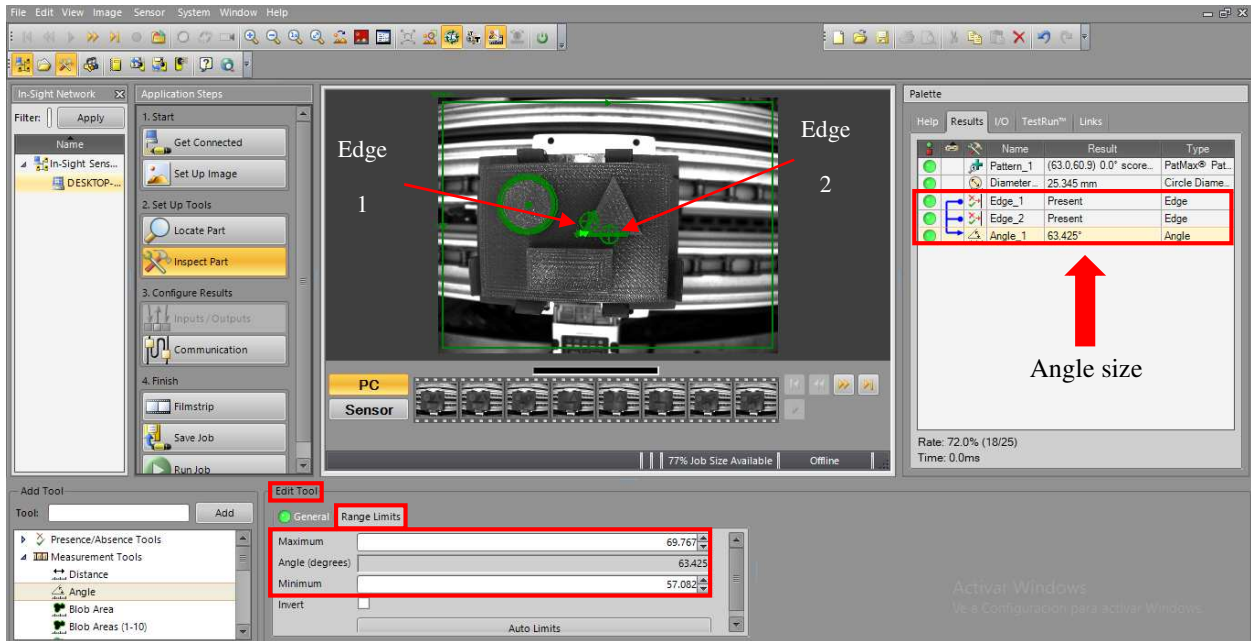 File Edit View Image Sensor System Window Help
In-Sight Network
Filter: Apply
Name
In-Sight Sens...
DESKTOP-...
Application Steps
1. Start
Get Connected
Set Up Image
2. Set Up Tools
Locate Part
Inspect Part
3. Configure Results
Inputs / Outputs
Communication
4. Finish
Filmstrip
Save Job
Run Job
Edge
1
Edge
2
PC
Sensor
77% Job Size Available Offline
Palette
Help Results I/O TestRun™ Links
Name Result Type
Pattern_1 (63.0,60.9) 0.0° score... PatMax® Pat...
Diameter... 25.345 mm Circle Diame...
Edge_1 Present Edge
Edge_2 Present Edge
Angle_1 63.425° Angle
Angle size
Rate: 72.0% (18/25)
Time: 0.0ms
Add Tool
Tool: Add
Presence/Absence Tools
Measurement Tools
Distance
Angle
Blob Area
Blob Areas (1-10)
Edit Tool
General Range Limits
Maximum 69.767
Angle (degrees) 63.425
Minimum 57.082
Invert
Auto Limits
Activar Windows
Ve a Configuración para activar Windows.